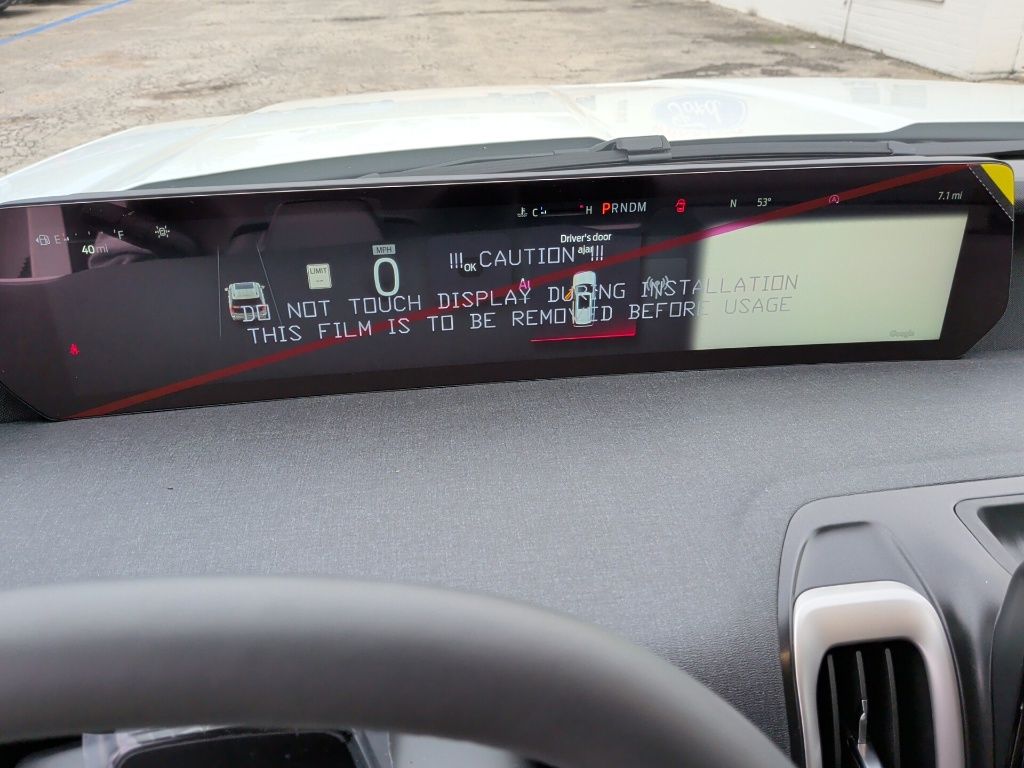 Ford
C H PRNDM N 53° 7.1 mi
E F
40 mi
Driver's door
ajar
MPH
0
LIMIT
OK
!!! CAUTION !!!
DO NOT TOUCH DISPLAY DURING INSTALLATION
THIS FILM IS TO BE REMOVED BEFORE USAGE
Google